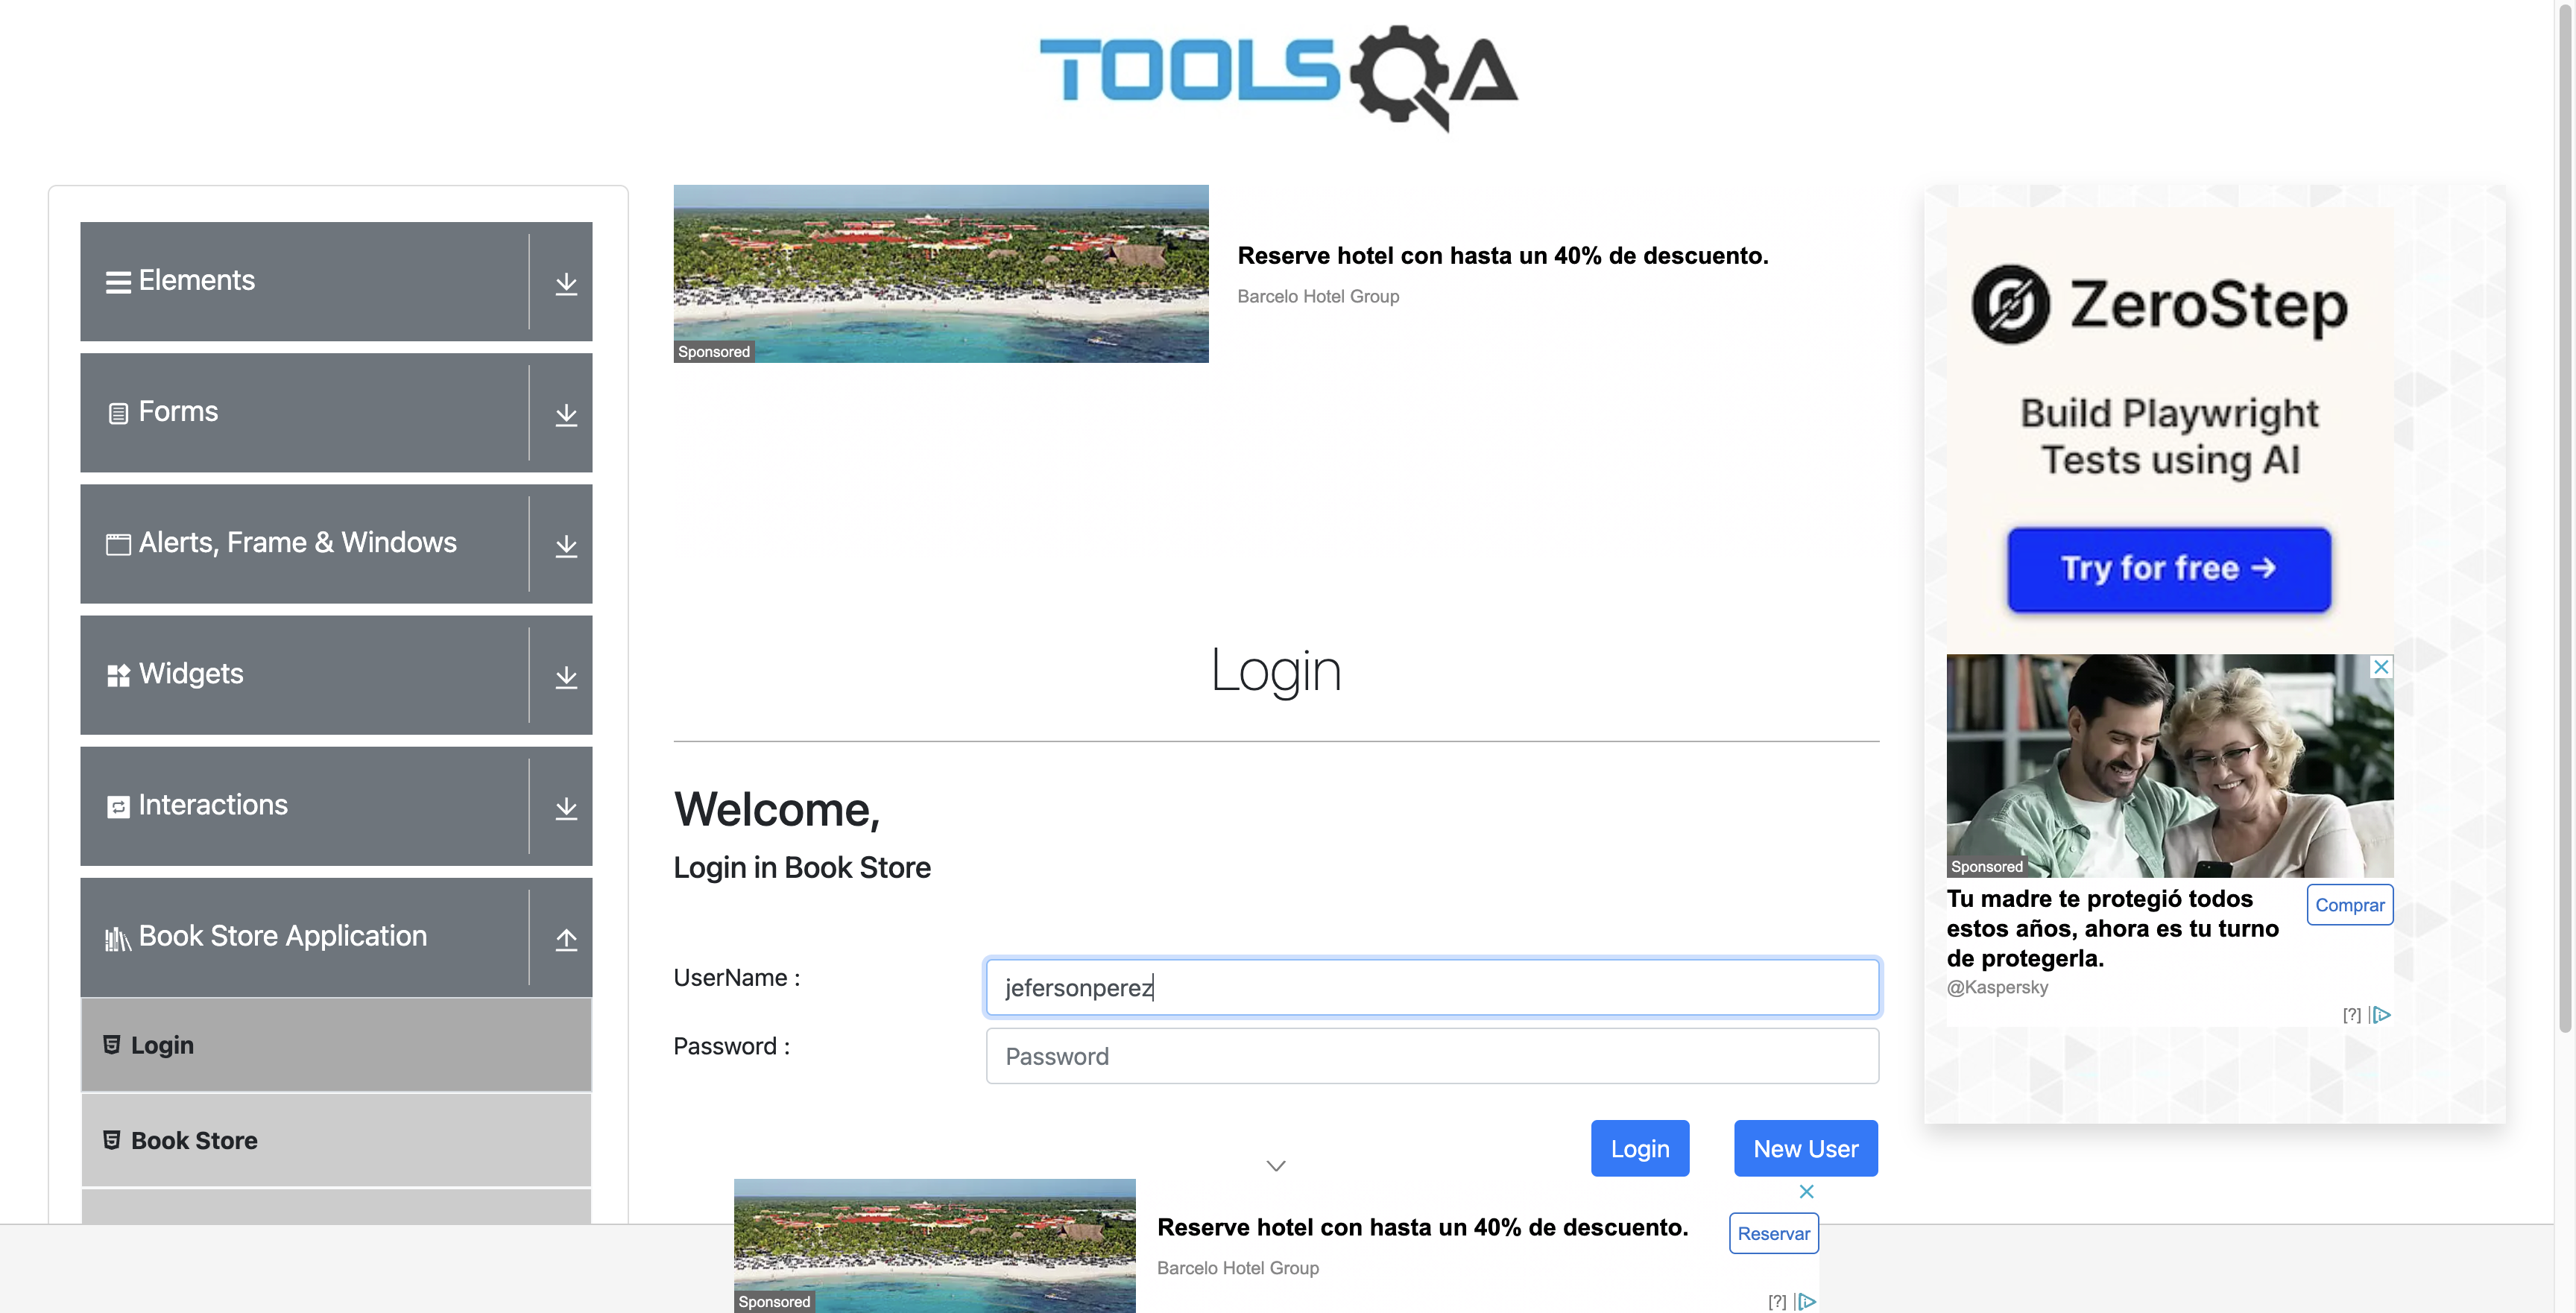 TOOLSQA
Elements
Forms
Alerts, Frame & Windows
Widgets
Interactions
Book Store Application
Login
Book Store
Sponsored
Reserve hotel con hasta un 40% de descuento.
Barcelo Hotel Group
Login
Welcome,
Login in Book Store
UserName :
jefersonperez
Password :
Password
Login
New User
Sponsored
Reserve hotel con hasta un 40% de descuento.
Barcelo Hotel Group
Reservar
[?]
ZeroStep
Build Playwright
Tests using AI
Try for free →
Sponsored
Tu madre te protegió todos
estos años, ahora es tu turno
de protegerla.
@Kaspersky
Comprar
[?]